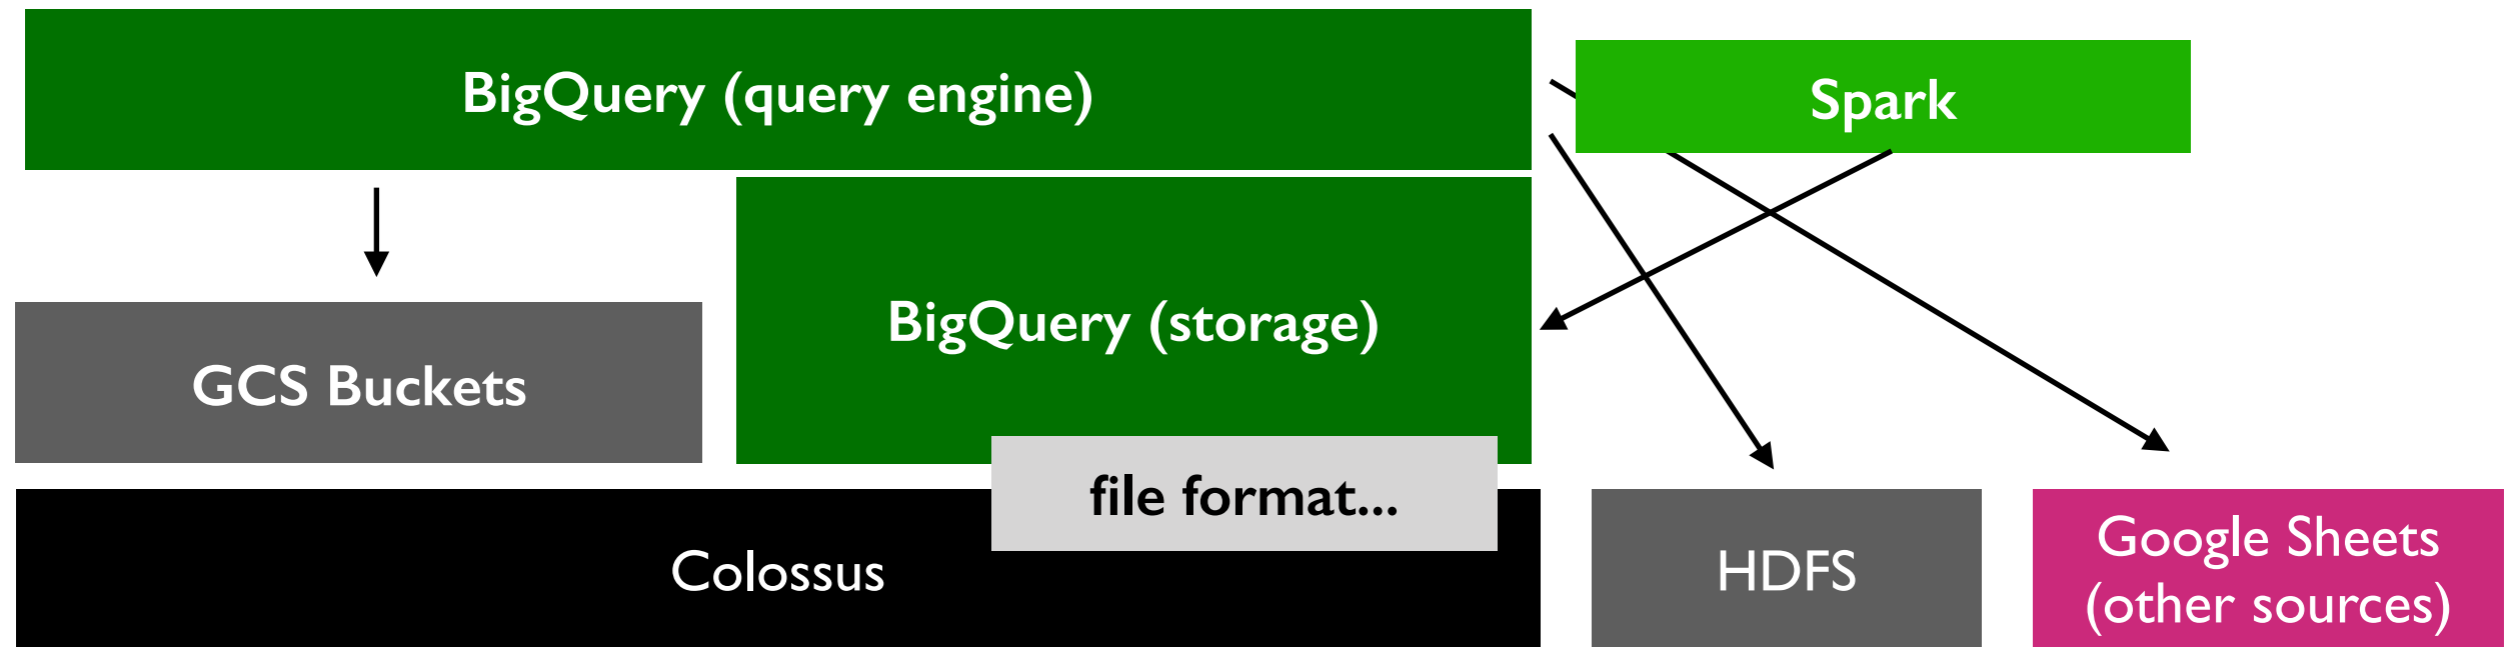 BigQuery (query engine)
Spark
BigQuery (storage)
GCS Buckets
file format...
Colossus
HDFS
Google Sheets
(other sources)